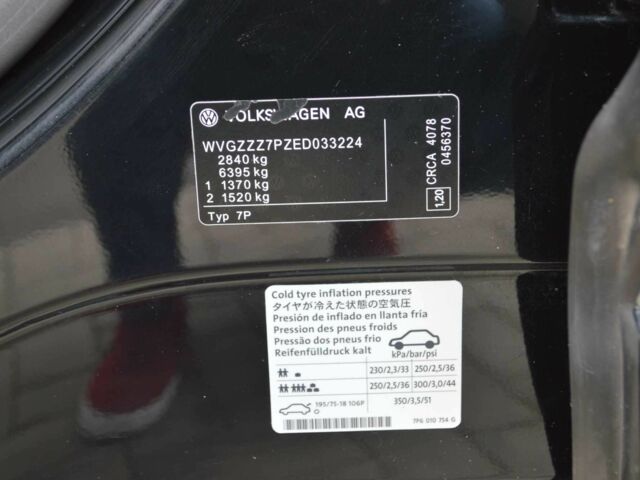 VOLKSWAGEN AG
WVGZZZ7PZED033224
2840 kg
6395 kg
1 1370 kg
2 1520 kg
Typ 7P
CRCA 4078
0456370
1,20
Cold tyre inflation pressures
タイヤが冷えた状態の空気圧
Presión de inflado en llanta fría
Pression des pneus froids
Pressão dos pneus frio
Reifenfülldruck kalt
kPa/bar/psi
230/2,3/33 250/2,5/36
250/2,5/36 300/3,0/44
195/75-18 106P 350/3,5/51
7P6 010 754 G